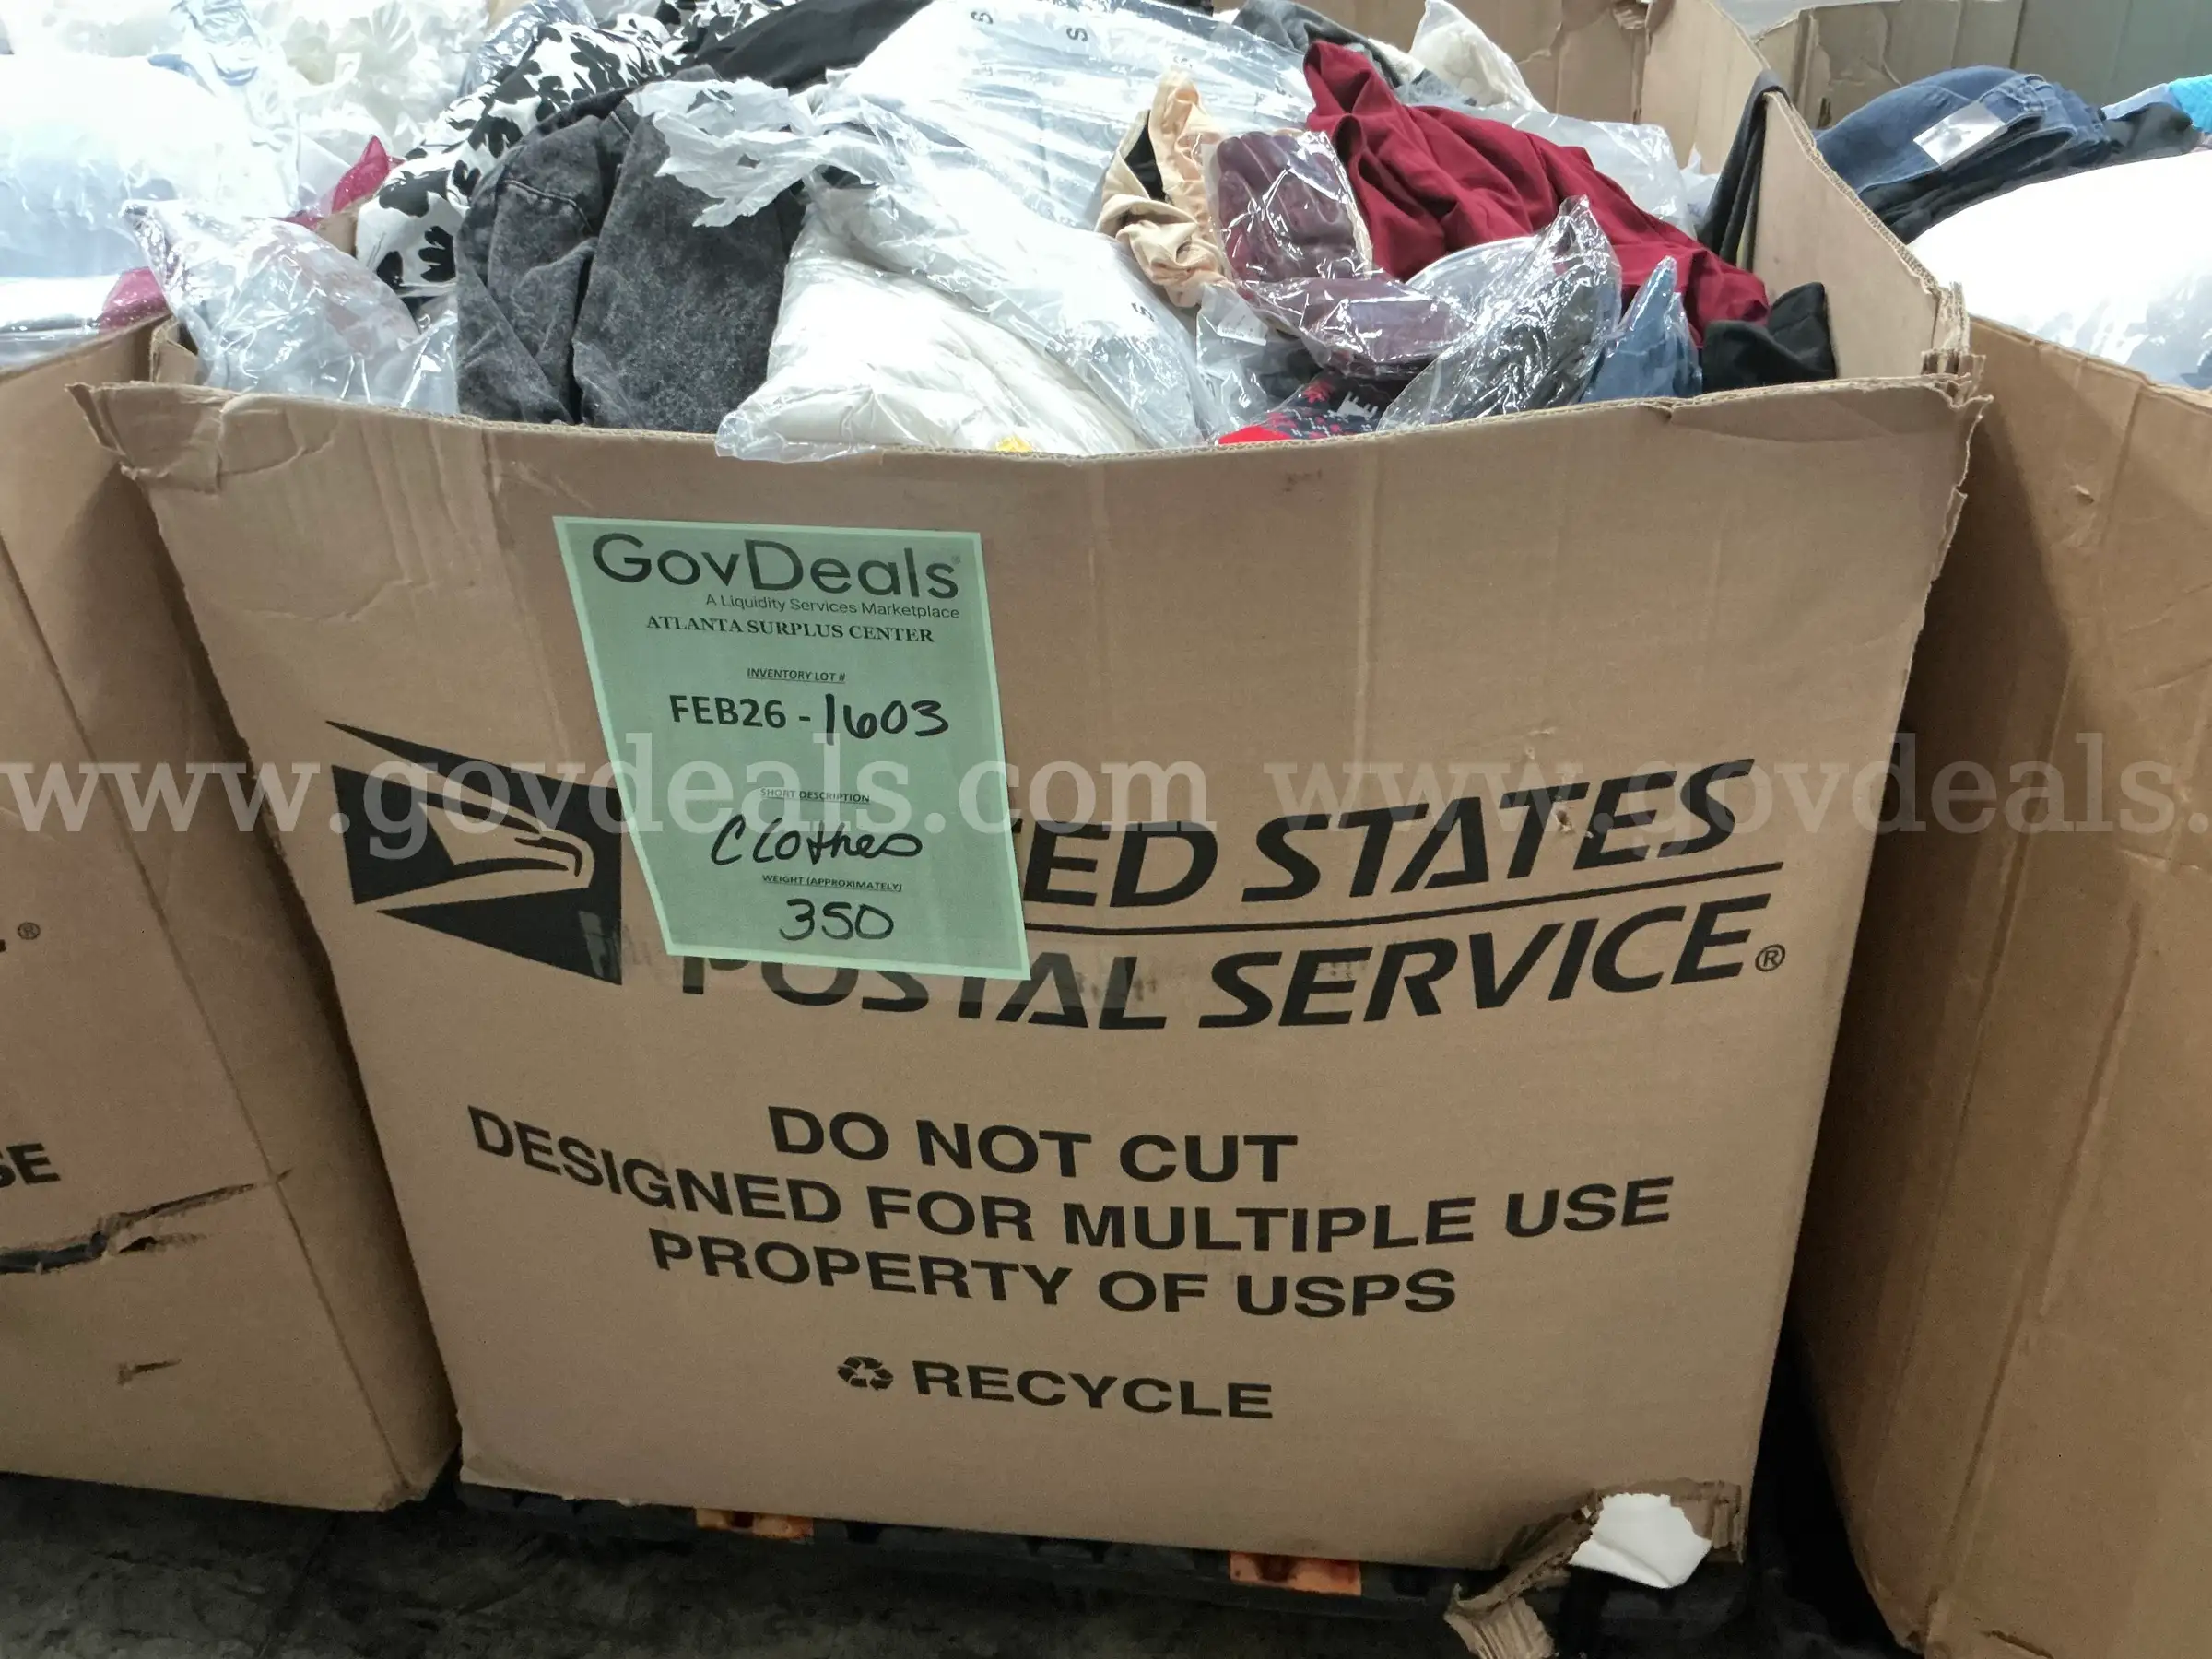 S
S
S
GovDeals®
A Liquidity Services Marketplace
ATLANTA SURPLUS CENTER
INVENTORY LOT #
FEB26 - 1603
www.govdeals.com www.govdeals.
SHORT DESCRIPTION
Clothes
WEIGHT (APPROXIMATELY)
350
ED STATES
POSTAL SERVICE®
DO NOT CUT
DESIGNED FOR MULTIPLE USE
PROPERTY OF USPS
RECYCLE
®
SE